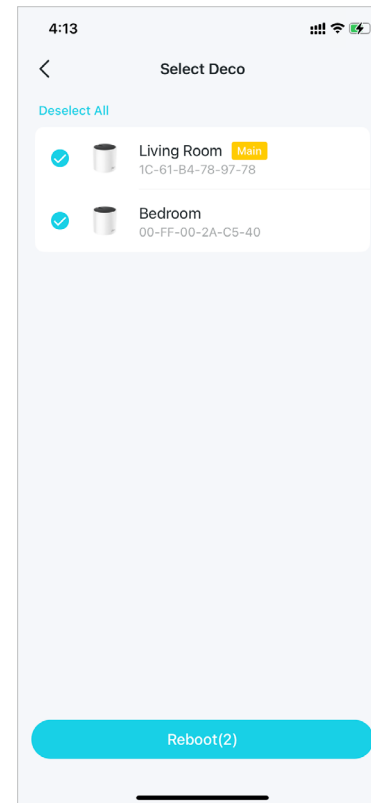 4:13
Select Deco
Deselect All
Living Room Main
1C-61-B4-78-97-78
Bedroom
00-FF-00-2A-C5-40
Reboot(2)